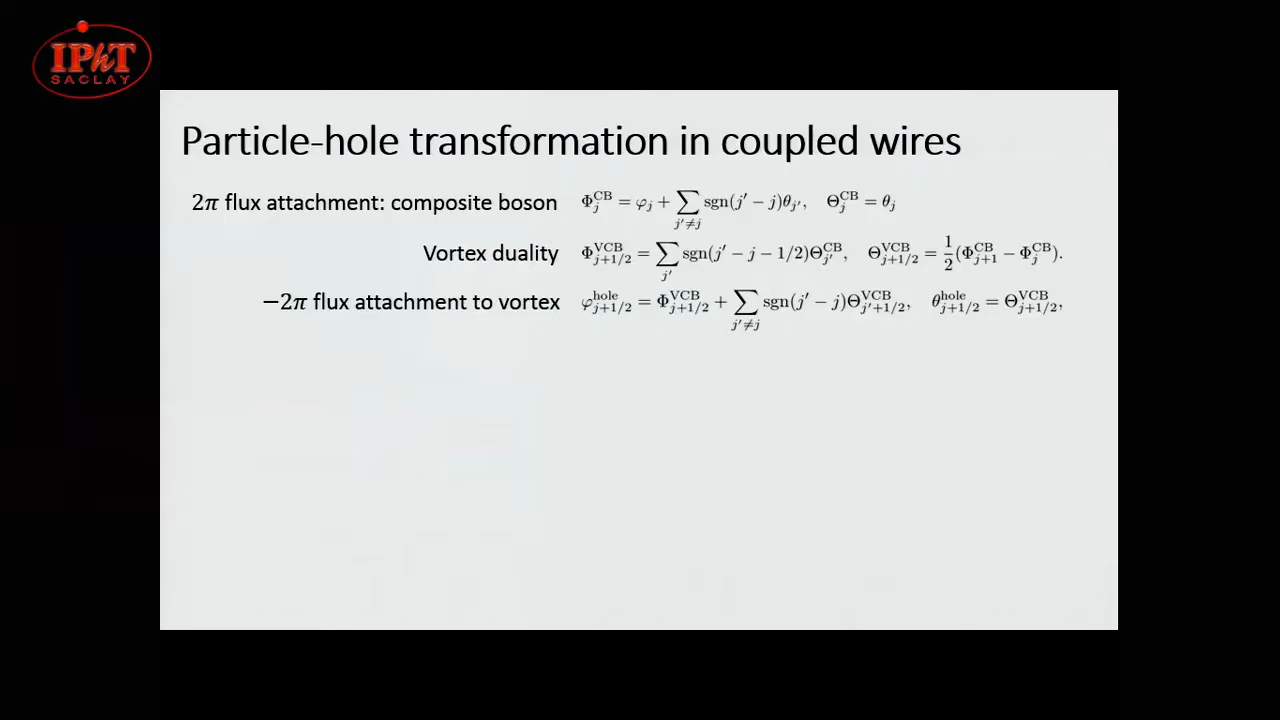 IPhT
SACLAY
Particle-hole transformation in coupled wires
2π flux attachment: composite boson Φ_j^CB = φ_j + ∑_{j′≠j} sgn(j′ − j)θ_{j′}, Θ_j^CB = θ_j
Vortex duality Φ_{j+1/2}^VCB = ∑_{j′} sgn(j′ − j − 1/2)Θ_{j′}^CB, Θ_{j+1/2}^VCB = 1/2(Φ_{j+1}^CB − Φ_j^CB).
−2π flux attachment to vortex φ_{j+1/2}^hole = Φ_{j+1/2}^VCB + ∑_{j′≠j} sgn(j′ − j)Θ_{j′+1/2}^VCB, θ_{j+1/2}^hole = Θ_{j+1/2}^VCB,